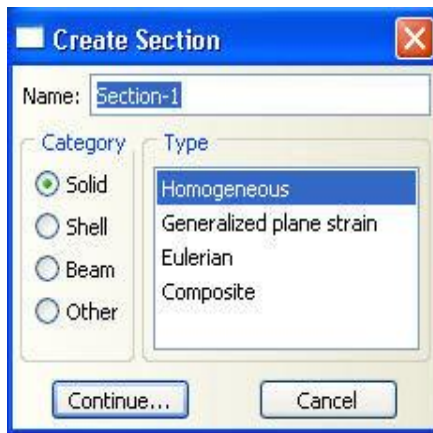 Create Section
Name: Section-1
Category
Type
Solid
Shell
Beam
Other
Homogeneous
Generalized plane strain
Eulerian
Composite
Continue...
Cancel